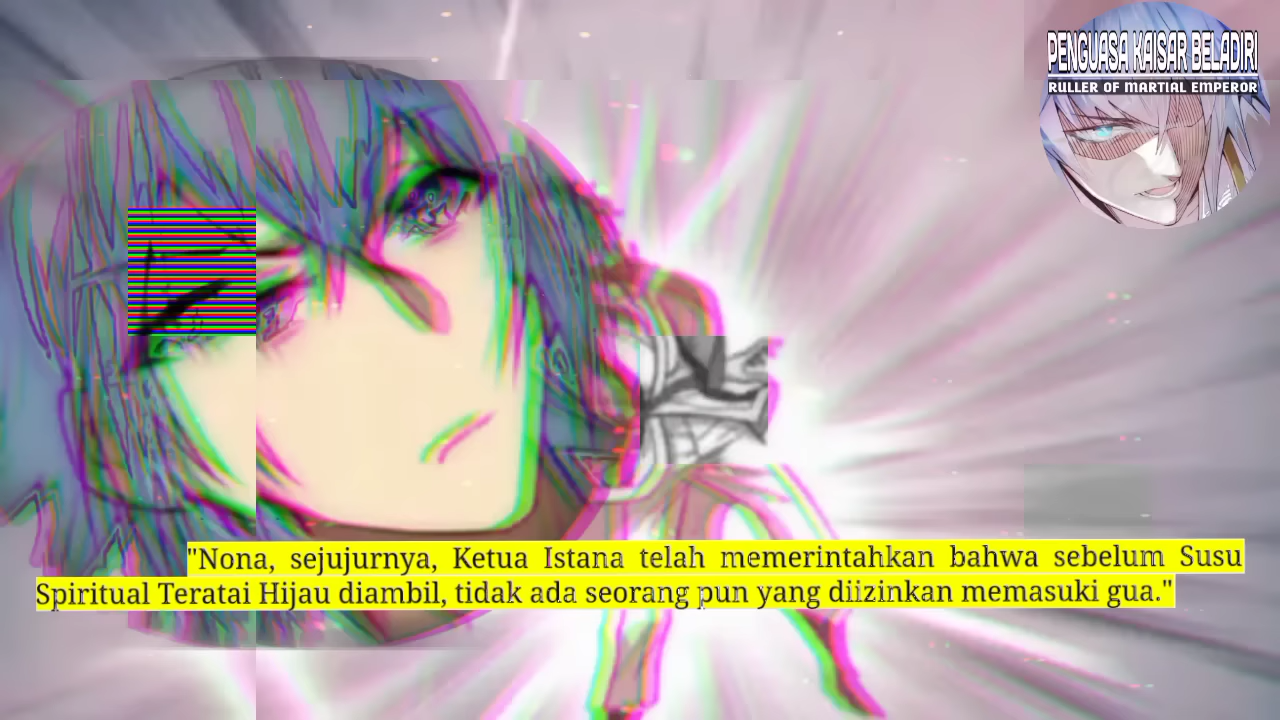 PENGUASA KAISAR BELADIRI
RULLER OF MARTIAL EMPEROR
"Nona, sejujurnya, Ketua Istana telah memerintahkan bahwa sebelum Susu
Spiritual Teratai Hijau diambil, tidak ada seorang pun yang diizinkan memasuki gua."